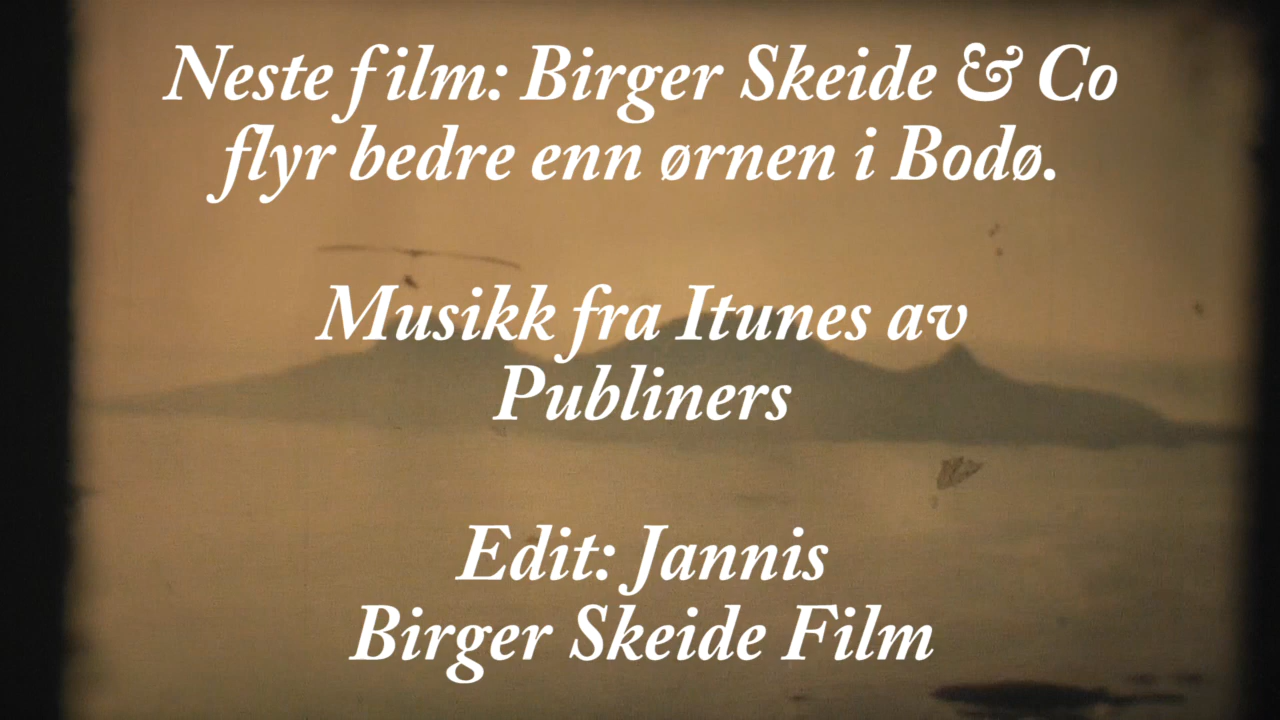 Neste film: Birger Skeide & Co
flyr bedre enn ørnen i Bodø.
Musikk fra Itunes av
Publiners
Edit: Jannis
Birger Skeide Film